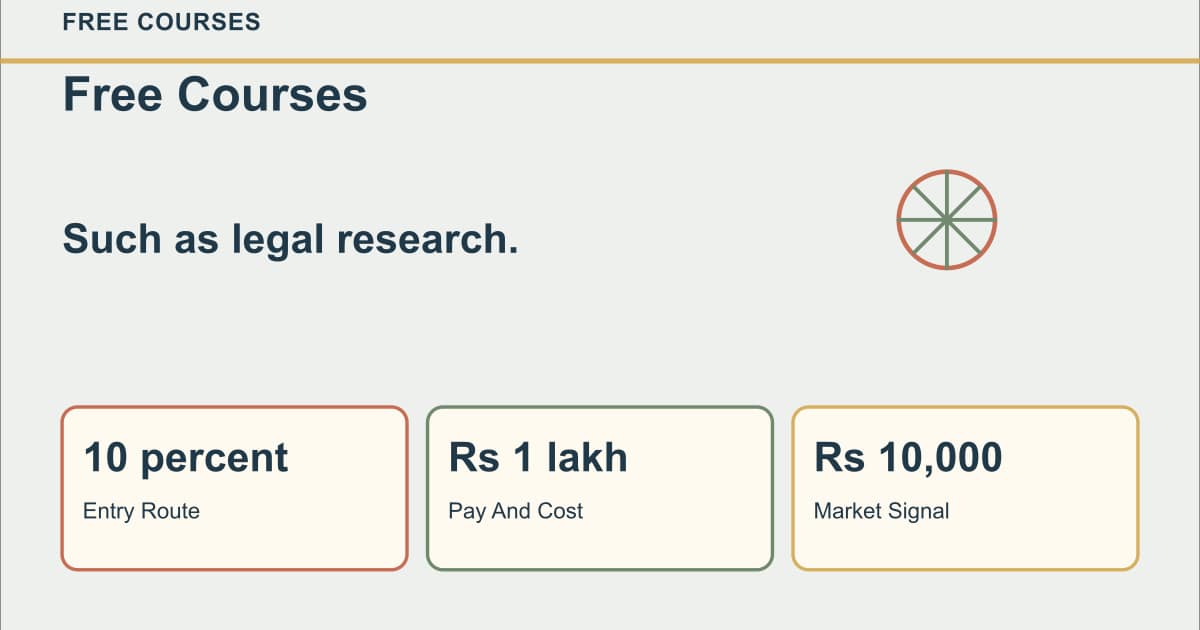 FREE COURSES
Free Courses
Such as legal research.
10 percent
Entry Route
Rs 1 lakh
Pay And Cost
Rs 10,000
Market Signal